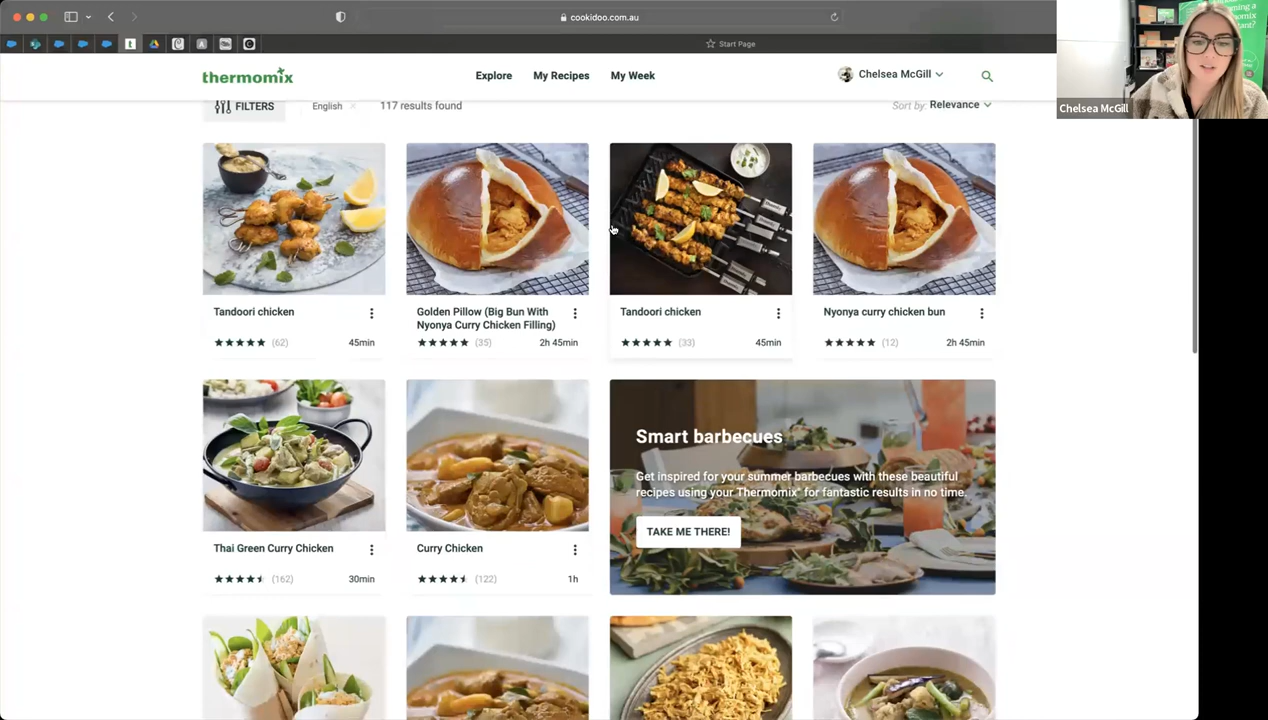 cookidoo.com.au
Start Page
thermomix
Explore
My Recipes
My Week
Chelsea McGill
Chelsea McGill
FILTERS
English
117 results found
Sort by: Relevance
Tandoori chicken
(62)
45min
Golden Pillow (Big Bun With
Nyonya Curry Chicken Filling)
(35)
2h 45min
Tandoori chicken
(33)
45min
Nyonya curry chicken bun
(12)
2h 45min
Thai Green Curry Chicken
(162)
30min
Curry Chicken
(122)
1h
Smart barbecues
Get inspired for your summer barbecues with these beautiful
recipes using your Thermomix® for fantastic results in no time.
TAKE ME THERE!